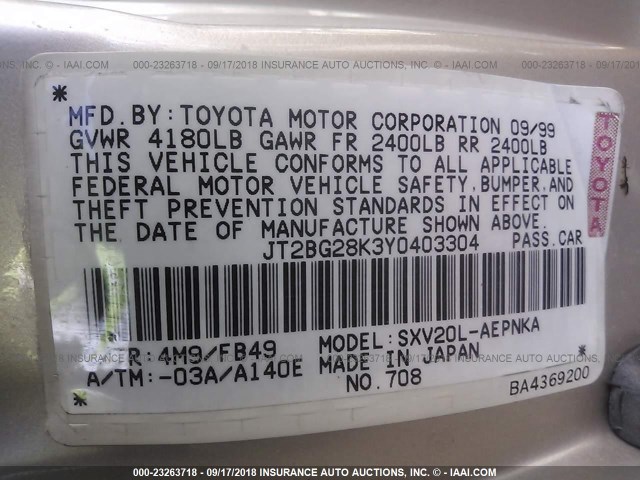 000-23263718 - 09/17/2018 - INSURANCE AUTO AUCTIONS, INC. - IAAI.COM
MFD. BY: TOYOTA MOTOR CORPORATION 09/99
GVWR 4180LB GAWR FR 2400LB RR 2400LB
THIS VEHICLE CONFORMS TO ALL APPLICABLE
FEDERAL MOTOR VEHICLE SAFETY, BUMPER, AND
THEFT PREVENTION STANDARDS IN EFFECT ON
THE DATE OF MANUFACTURE SHOWN ABOVE.
TOYOTA
JT2BG28K3Y0403304 PASS.CAR
R: 4M9/FB49 MODEL: SXV20L-AEPNKA
A/TM: -03A/A140E MADE IN JAPAN
NO. 708
BA4369200
000-23263718 - 09/17/2018 - INSURANCE AUTO AUCTIONS, INC. - IAAI.COM